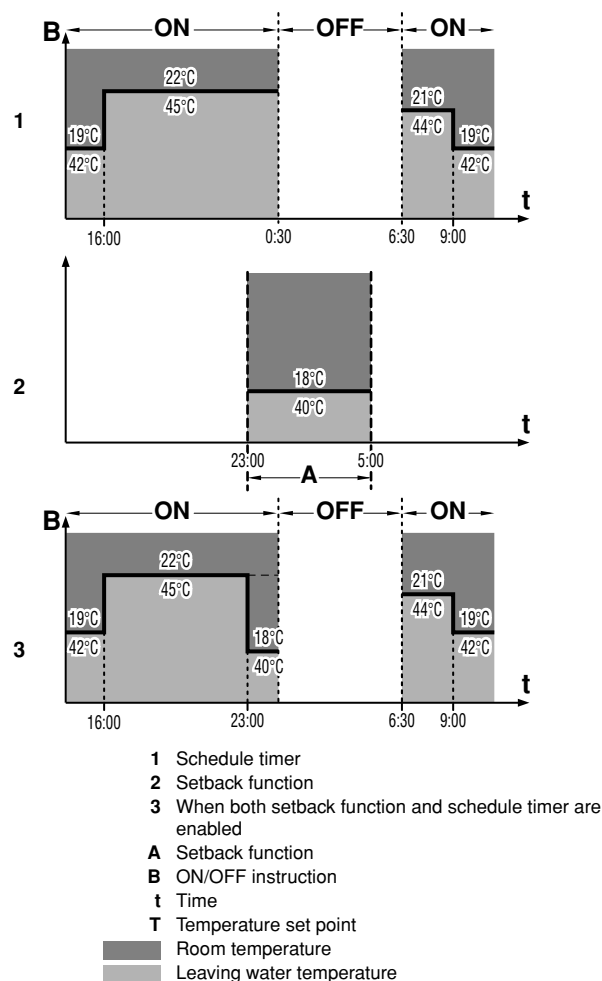 B ON OFF ON
22°C
45°C
21°C
44°C
19°C
42°C
19°C
42°C
1
t
16:00 0:30 6:30 9:00
18°C
40°C
2
t
23:00 5:00
A
B ON OFF ON
22°C
45°C
21°C
44°C
19°C
42°C
18°C
40°C
19°C
42°C
3
t
16:00 23:00 6:30 9:00
1 Schedule timer
2 Setback function
3 When both setback function and schedule timer are
enabled
A Setback function
B ON/OFF instruction
t Time
T Temperature set point
Room temperature
Leaving water temperature